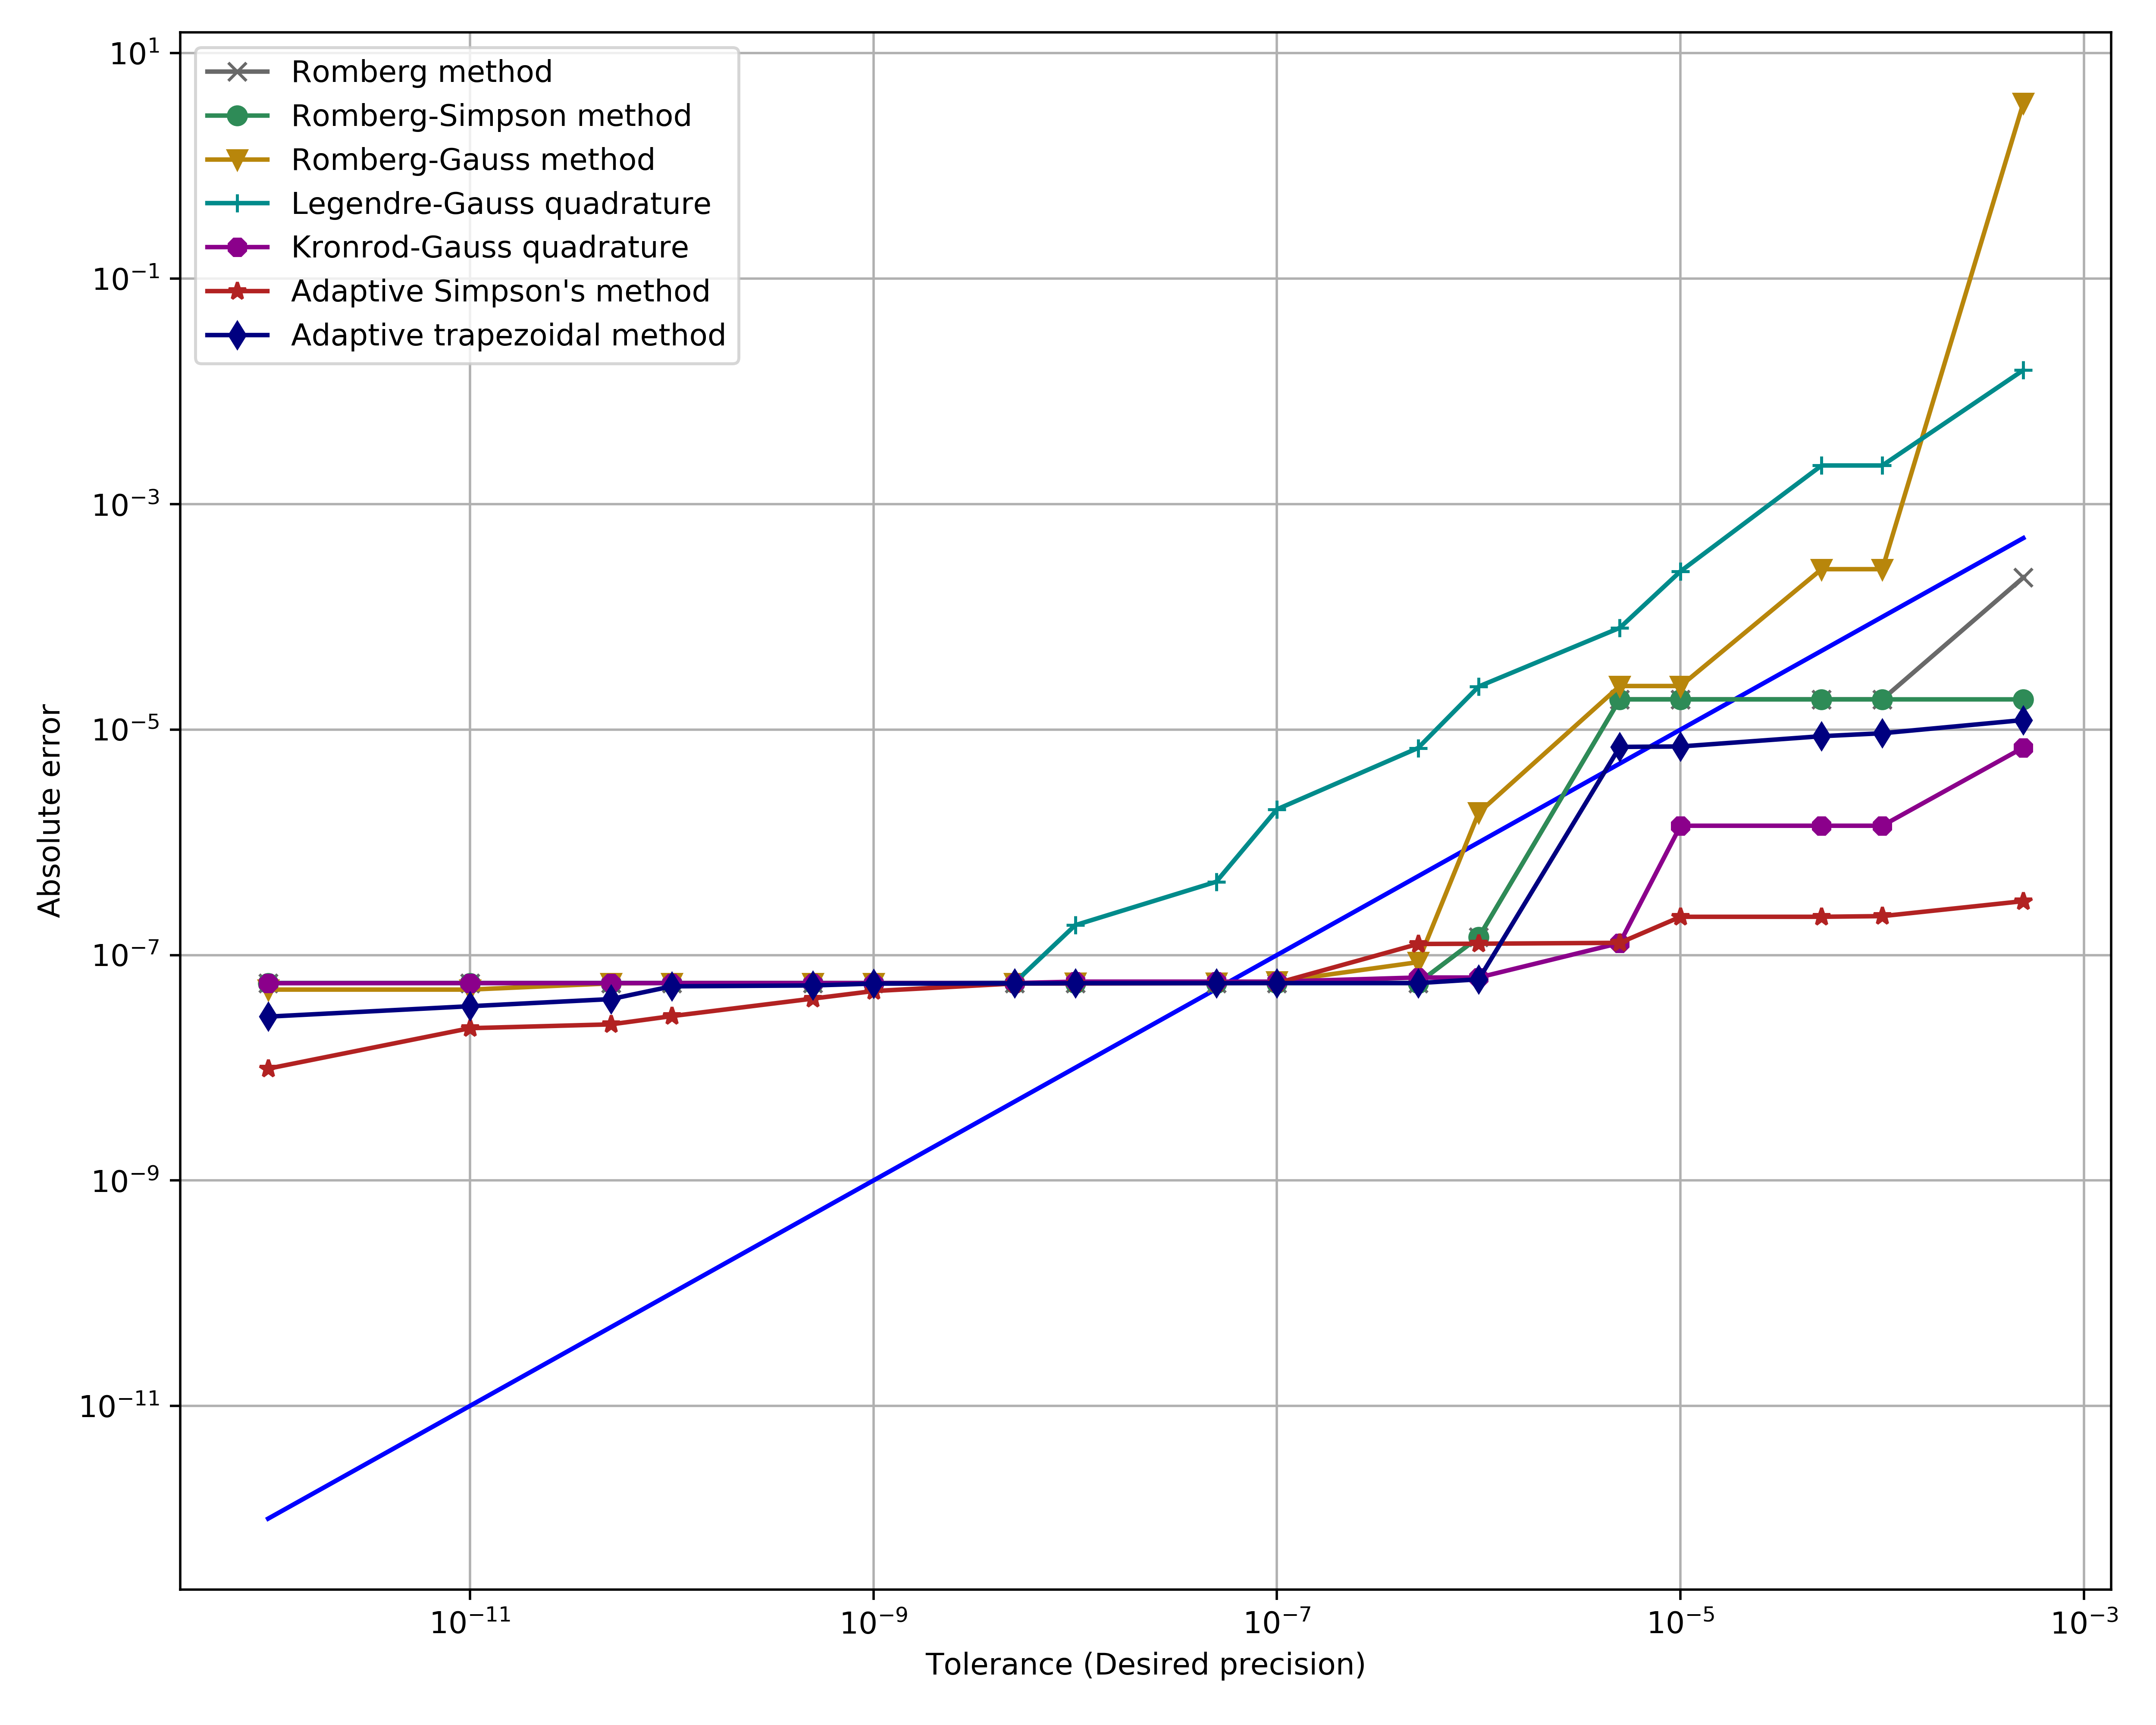 Romberg method
Romberg-Simpson method
Romberg-Gauss method
Legendre-Gauss quadrature
Kronrod-Gauss quadrature
Adaptive Simpson's method
Adaptive trapezoidal method
10¹
10⁻¹
10⁻³
10⁻⁵
10⁻⁷
10⁻⁹
10⁻¹¹
Absolute error
10⁻¹¹ 10⁻⁹ 10⁻⁷ 10⁻⁵ 10⁻³
Tolerance (Desired precision)